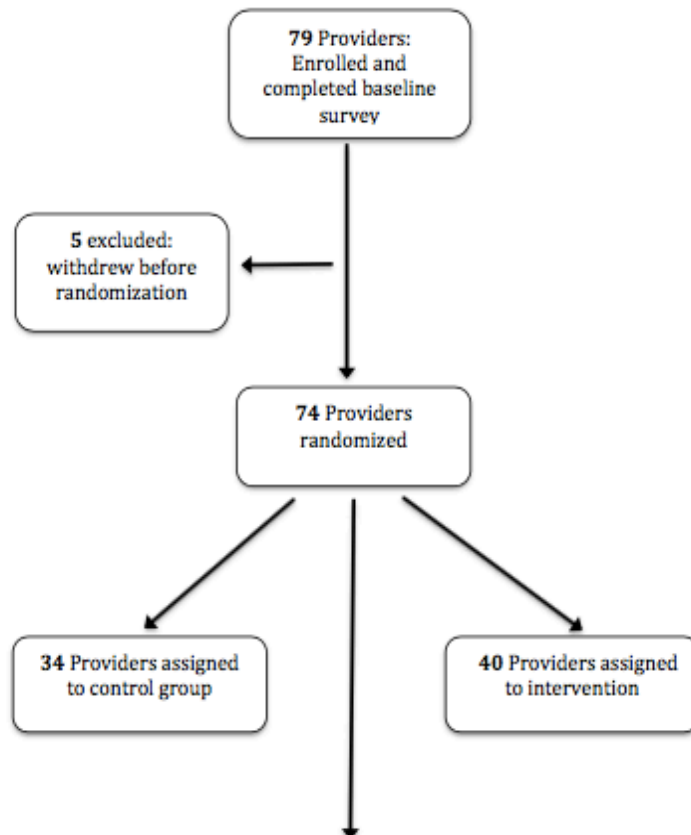 79 Providers:
Enrolled and
completed baseline
survey
5 excluded:
withdrew before
randomization
74 Providers
randomized
34 Providers assigned
to control group
40 Providers assigned
to intervention